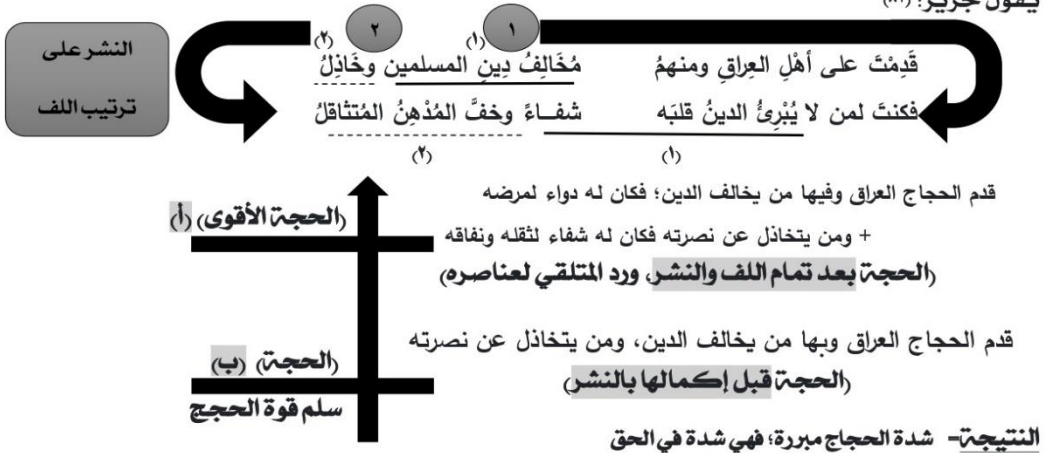 يقول جرير: (٨١)
١
٢
النشر على
ترتيب اللف
(١)
(٢)
قَدِمْتَ على أهْلِ العِراقِ ومنهمُ مُخَالِفُ دِينِ المسلمين وخَاذِلُ
فكنتَ لمن لا يُبْرِئُ الدينُ قلبَه شفــاءً وخفَّ المُدْهِنُ المُتثاقلُ
(١)
(٢)
قدم الحجاج العراق وفيها من يخالف الدين؛ فكان له دواء لمرضه
(الحجة الأقوى) (أ)
+ ومن يتخاذل عن نصرته فكان له شفاء لثقله ونفاقه
(الحجة بعد تمام اللف والنشر، ورد المتلقي لعناصره)
قدم الحجاج العراق وبها من يخالف الدين، ومن يتخاذل عن نصرته
(الحجة) (ب)
(الحجة قبل إكمالها بالنشر)
سلم قوة الحجج
النتيجة- شدة الحجاج مبررة؛ فهي شدة في الحق